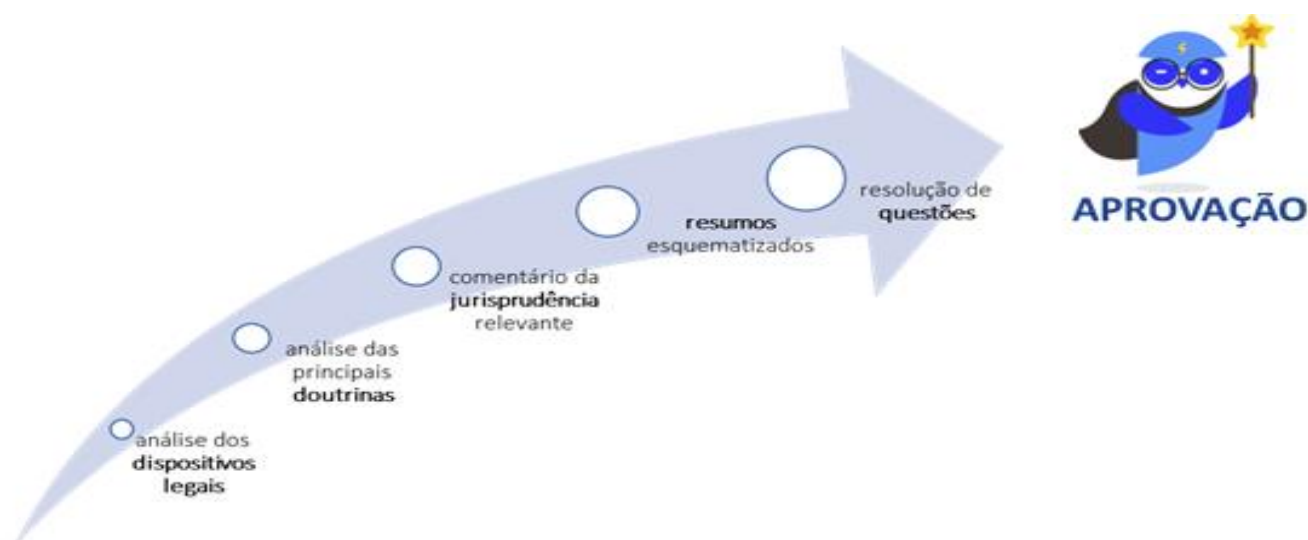 análise dos
dispositivos
legais
análise das
principais
doutrinas
comentário da
jurisprudência
relevante
resumos
esquematizados
resolução de
questões
APROVAÇÃO